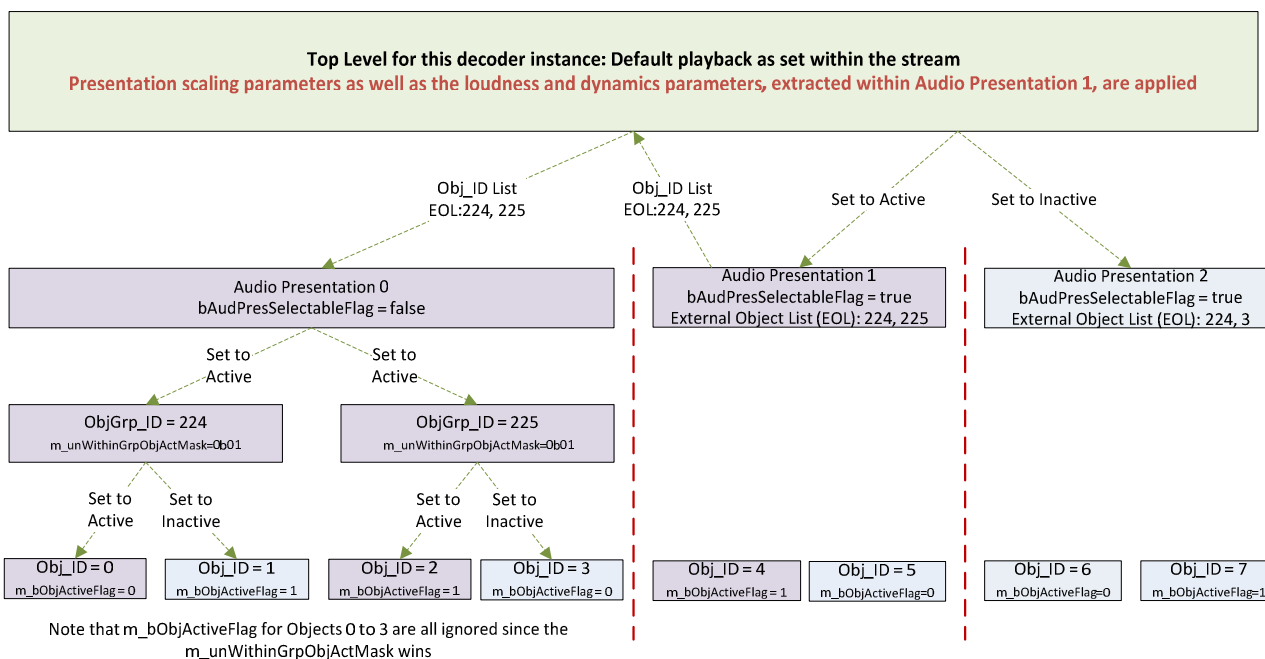 Top Level for this decoder instance: Default playback as set within the stream
Presentation scaling parameters as well as the loudness and dynamics parameters, extracted within Audio Presentation 1, are applied
Obj_ID List
EOL:224, 225
Obj_ID List
EOL:224, 225
Set to Active
Set to Inactive
Audio Presentation 0
bAudPresSelectableFlag = false
Audio Presentation 1
bAudPresSelectableFlag = true
External Object List (EOL): 224, 225
Audio Presentation 2
bAudPresSelectableFlag = true
External Object List (EOL): 224, 3
Set to
Active
Set to
Active
ObjGrp_ID = 224
m_unWithinGrpObjActMask=0b01
ObjGrp_ID = 225
m_unWithinGrpObjActMask=0b01
Set to
Active
Set to
Inactive
Set to
Active
Set to
Inactive
Obj_ID = 0
m_bObjActiveFlag = 0
Obj_ID = 1
m_bObjActiveFlag = 1
Obj_ID = 2
m_bObjActiveFlag = 1
Obj_ID = 3
m_bObjActiveFlag = 0
Obj_ID = 4
m_bObjActiveFlag = 1
Obj_ID = 5
m_bObjActiveFlag=0
Obj_ID = 6
m_bObjActiveFlag=0
Obj_ID = 7
m_bObjActiveFlag=1
Note that m_bObjActiveFlag for Objects 0 to 3 are all ignored since the
m_unWithinGrpObjActMask wins